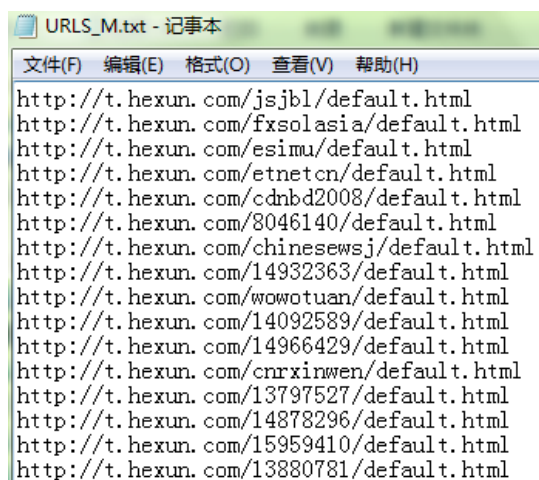 URLS_M.txt - 记事本
文件(F) 编辑(E) 格式(O) 查看(V) 帮助(H)
http://t.hexun.com/jsjbl/default.html
http://t.hexun.com/fxsolasia/default.html
http://t.hexun.com/esimu/default.html
http://t.hexun.com/etnetcn/default.html
http://t.hexun.com/cdnbd2008/default.html
http://t.hexun.com/8046140/default.html
http://t.hexun.com/chinesewsj/default.html
http://t.hexun.com/14932363/default.html
http://t.hexun.com/wowotuan/default.html
http://t.hexun.com/14092589/default.html
http://t.hexun.com/14966429/default.html
http://t.hexun.com/cnrxinwen/default.html
http://t.hexun.com/13797527/default.html
http://t.hexun.com/14878296/default.html
http://t.hexun.com/15959410/default.html
http://t.hexun.com/13880781/default.html